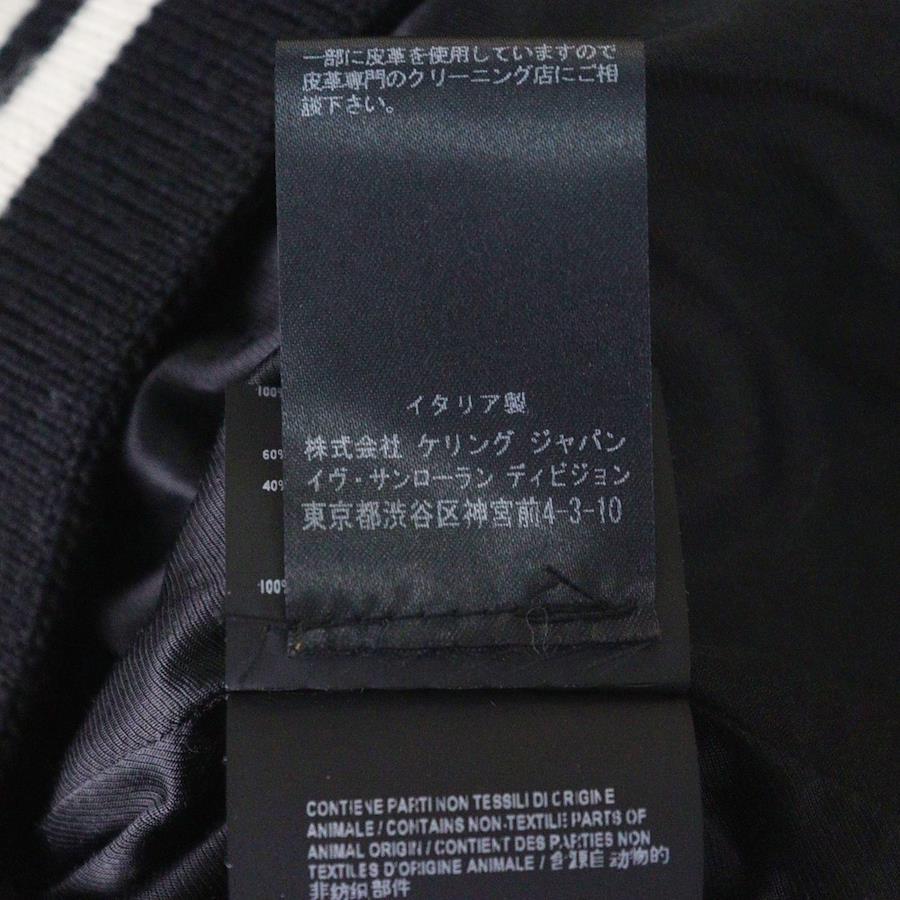 一部に皮革を使用していますので
皮革専門のクリーニング店にご相
談下さい。
100%
イタリア製
株式会社 ケリング ジャパン
60%
イヴ・サンローラン ディビジョン
40%
東京都渋谷区神宮前4-3-10
100%
CONTIENE PARTI NON TESSILI DI ORIGINE
ANIMALE / CONTAINS NON-TEXTILE PARTS OF
ANIMAL ORIGIN / CONTIENT DES PARTIES NON
TEXTILES D'ORIGINE ANIMALE / 含源自动物的
非纺织部件